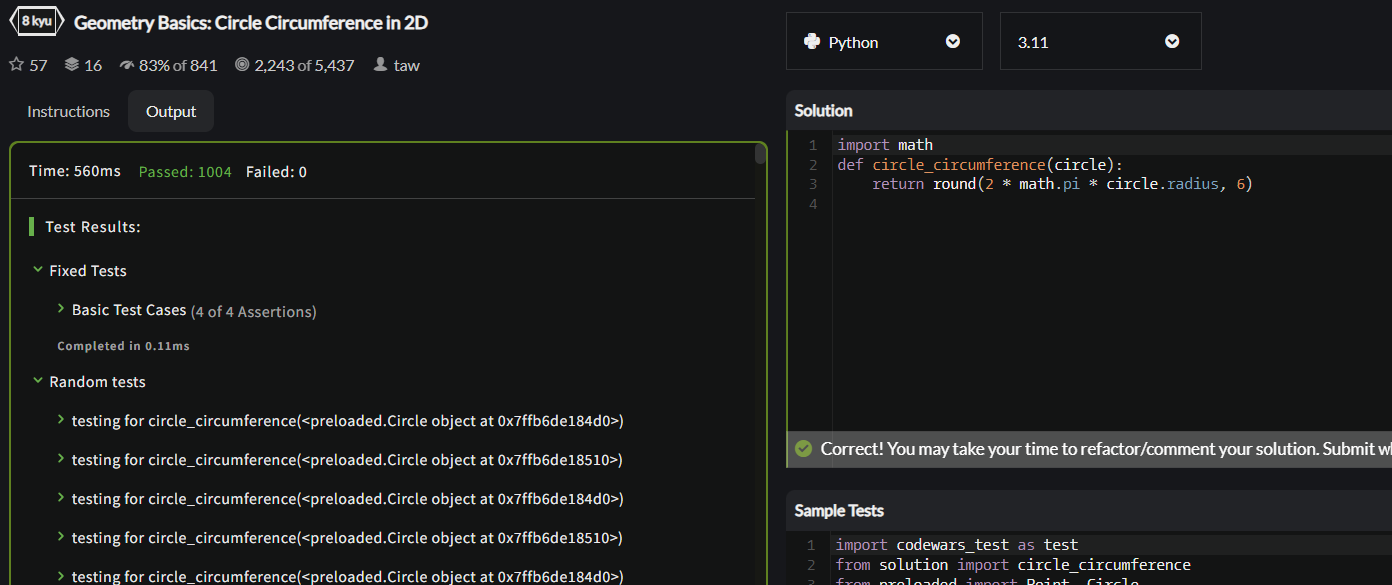 8 kyu Geometry Basics: Circle Circumference in 2D
57 16 83% of 841 2,243 of 5,437 taw
Instructions Output
Time: 560ms Passed: 1004 Failed: 0
Test Results:
Fixed Tests
Basic Test Cases (4 of 4 Assertions)
Completed in 0.11ms
Random tests
testing for circle_circumference(<preloaded.Circle object at 0x7ffb6de184d0>)
testing for circle_circumference(<preloaded.Circle object at 0x7ffb6de18510>)
testing for circle_circumference(<preloaded.Circle object at 0x7ffb6de184d0>)
testing for circle_circumference(<preloaded.Circle object at 0x7ffb6de18510>)
testing for circle_circumference(<preloaded.Circle object at 0x7ffb6de184d0>)
Python 3.11
Solution
1 import math
2 def circle_circumference(circle):
3 return round(2 * math.pi * circle.radius, 6)
4
Correct! You may take your time to refactor/comment your solution. Submit
Sample Tests
1 import codewars_test as test
2 from solution import circle_circumference
3 from preloaded import Point, Circle